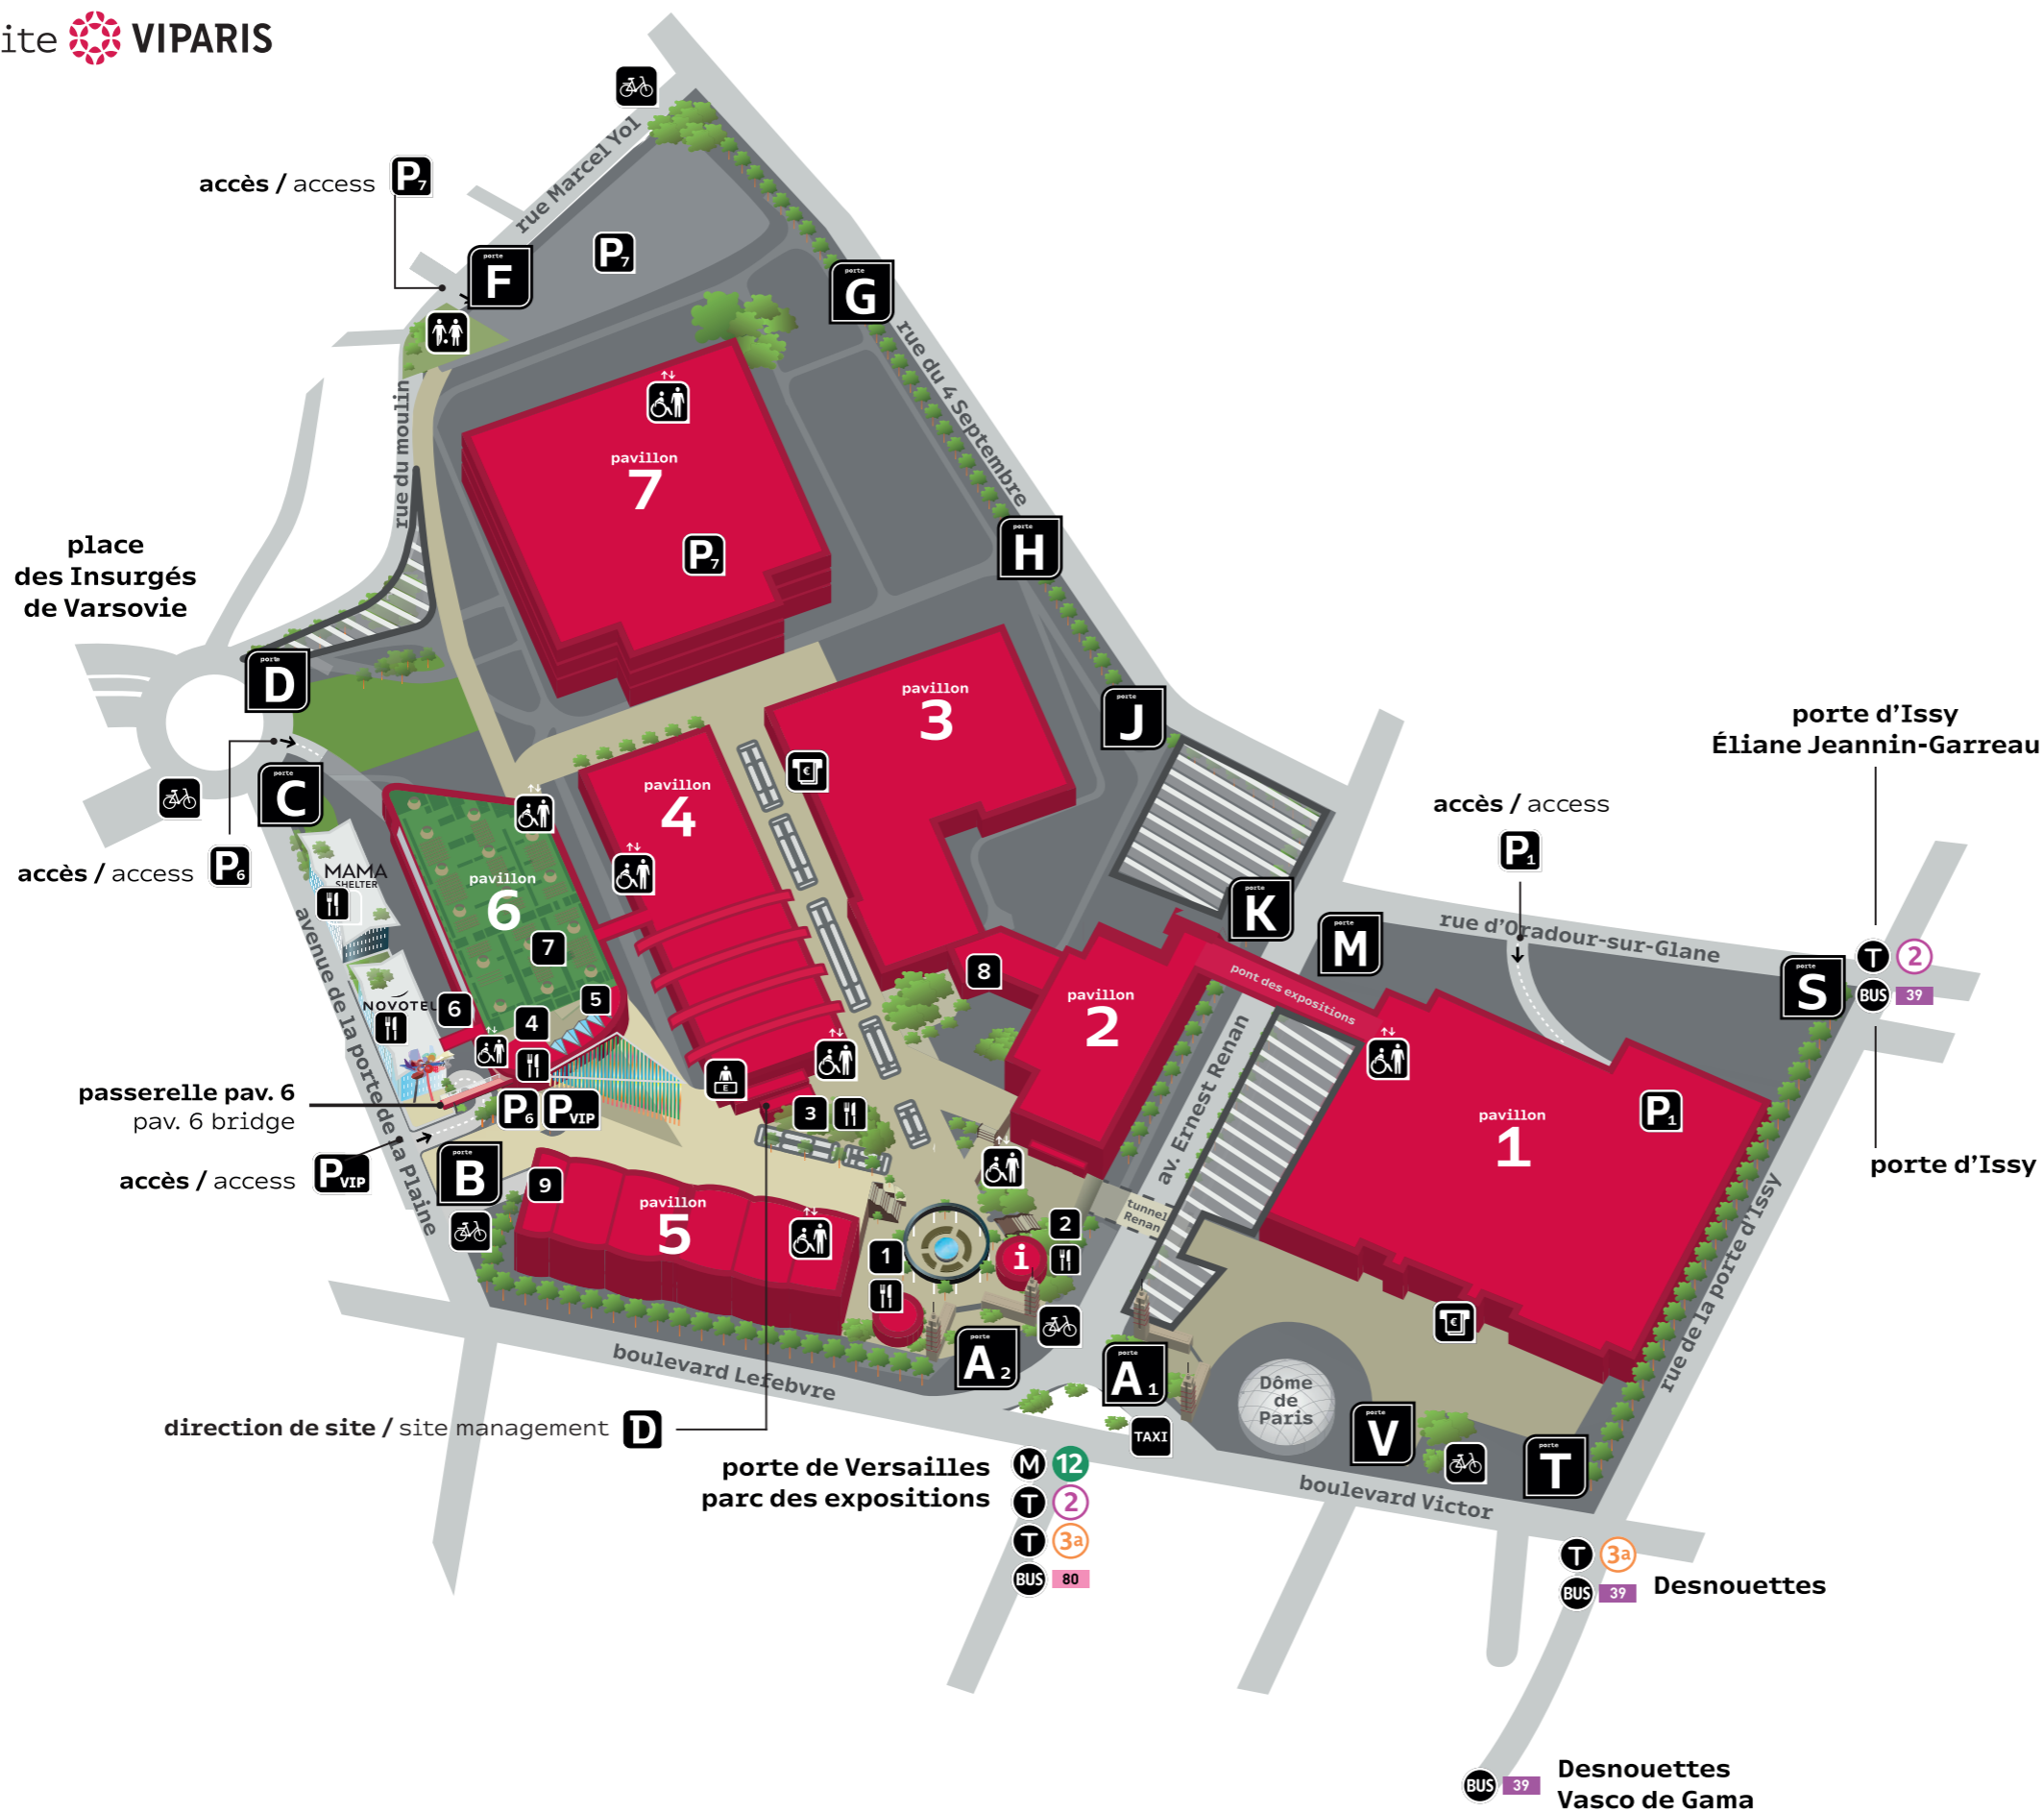 ite VIPARIS
accès / access P7
rue Marcel Yol
porte F
P7
porte G
rue du 4 Septembre
rue du moulin
pavillon 7
P7
porte H
place
des Insurgés
de Varsovie
porte D
porte C
accès / access P6
pavillon 3
€
porte J
pavillon 4
pavillon 6
7
MAMA
SHELTER
avenue de la porte de la Plaine
NOVOTEL
6
4
5
8
pavillon 2
pont des expositions
porte K
porte M
accès / access
P1
rue d'Oradour-sur-Glane
porte d'Issy
Éliane Jeannin-Garreau
T 2
BUS 39
porte S
porte d'Issy
av. Ernest Renan
pavillon 1
P1
rue de la porte d'Issy
passerelle pav. 6
pav. 6 bridge
P6 PVIP
E
3
accès / access PVIP
porte B
9
pavillon 5
1
2
i
tunnel
Renan
€
boulevard Lefebvre
porte A2
porte A1
TAXI
Dôme
de
Paris
porte V
porte T
boulevard Victor
direction de site / site management D
porte de Versailles
parc des expositions
M 12
T 2
T 3a
BUS 80
T 3a
BUS 39
Desnouettes
BUS 39
Desnouettes
Vasco de Gama